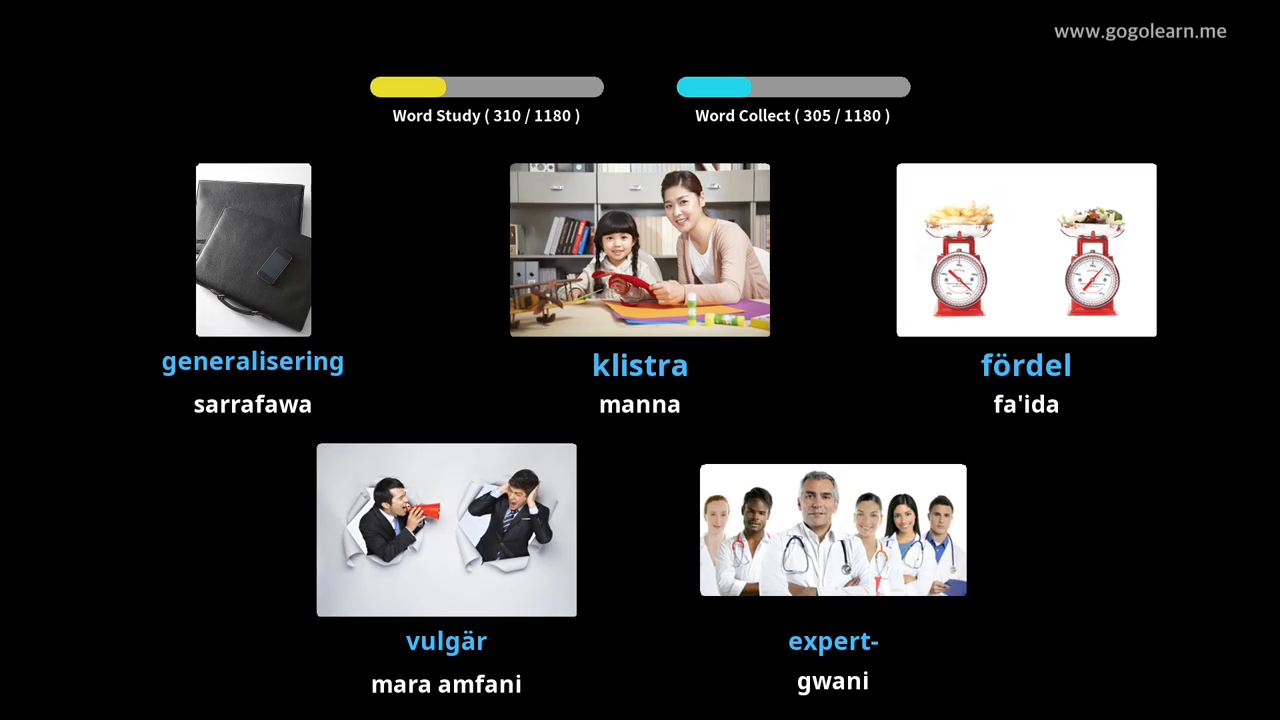 www.gogolearn.me
Word Study ( 310 / 1180 )
Word Collect ( 305 / 1180 )
generalisering
sarrafawa
klistra
manna
fördel
fa'ida
vulgär
mara amfani
expert-
gwani